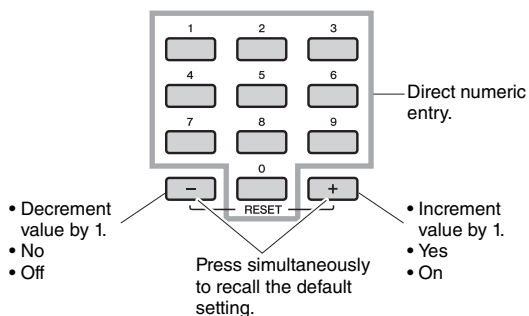 1 2 3
4 5 6
7 8 9
0
− +
RESET
Direct numeric
entry.
• Decrement
value by 1.
• No
• Off
Press simultaneously
to recall the default
setting.
• Increment
value by 1.
• Yes
• On